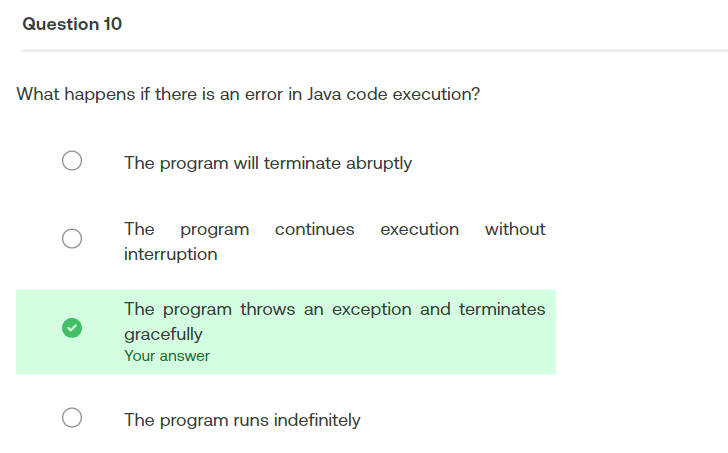 Question 10
What happens if there is an error in Java code execution?
The program will terminate abruptly
The program continues execution without
interruption
The program throws an exception and terminates
gracefully
Your answer
The program runs indefinitely